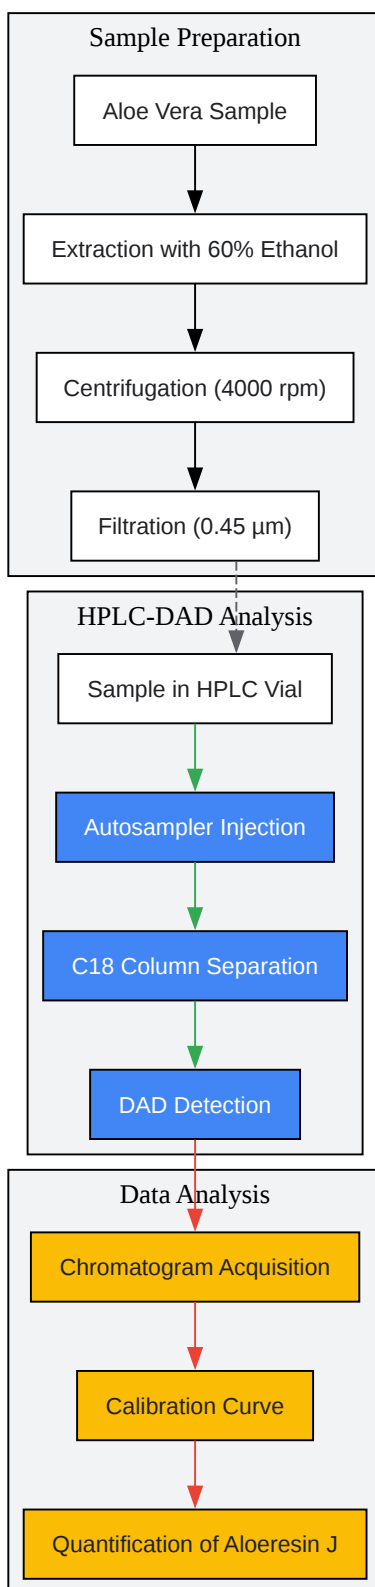 Sample Preparation
Aloe Vera Sample
Extraction with 60% Ethanol
Centrifugation (4000 rpm)
Filtration (0.45 µm)
HPLC-DAD Analysis
Sample in HPLC Vial
Autosampler Injection
C18 Column Separation
DAD Detection
Data Analysis
Chromatogram Acquisition
Calibration Curve
Quantification of Aloeresin J